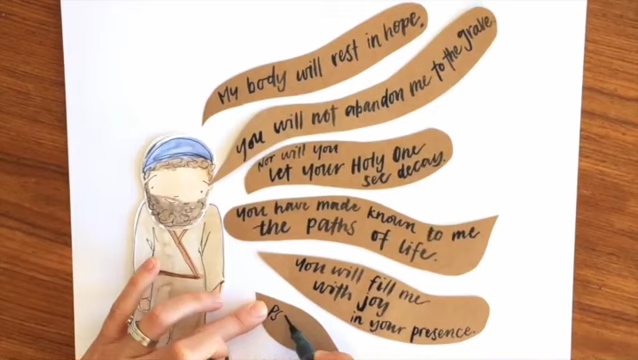 My body will rest in hope.
you will not abandon me to the grave.
Nor will you
let your Holy One
see decay.
you have made known to me
the paths of life.
you will fill me
with joy
in your presence.
Ps